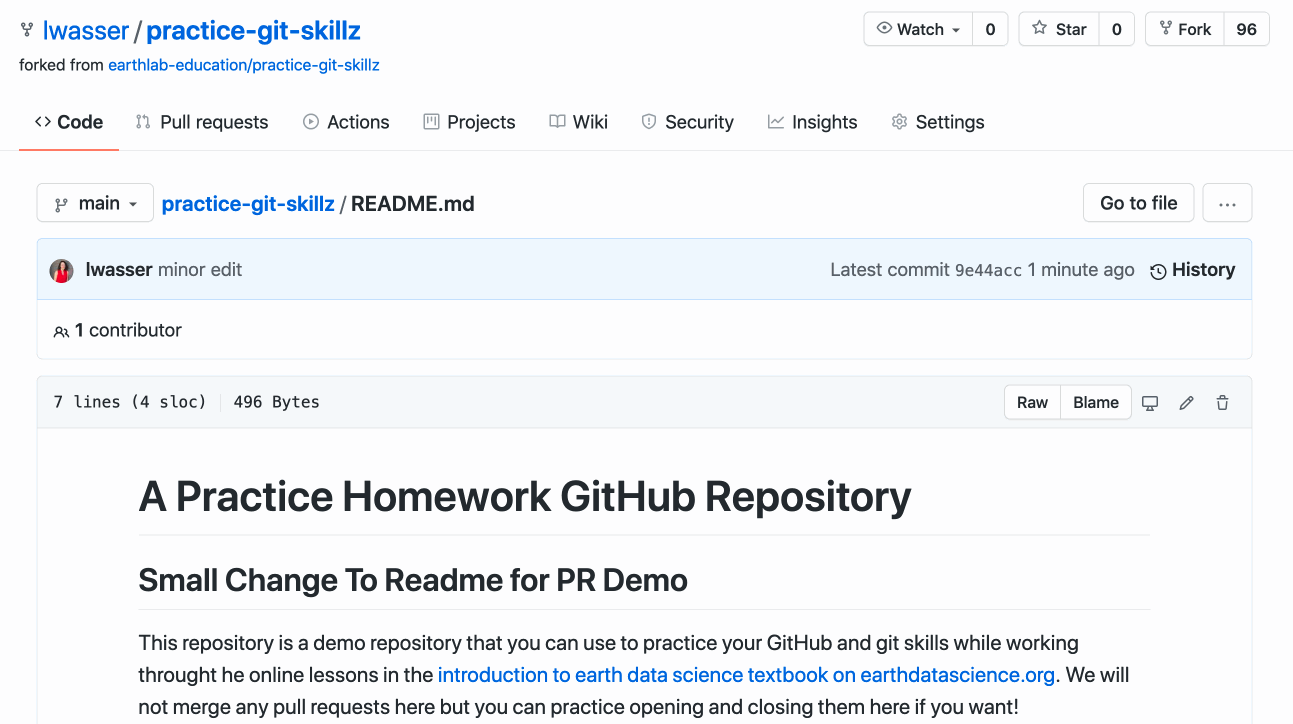 lwasser / practice-git-skillz Watch 0 Star 0 Fork 96
forked from earthlab-education/practice-git-skillz
<> Code Pull requests Actions Projects Wiki Security Insights Settings
main practice-git-skillz / README.md Go to file ...
lwasser minor edit Latest commit 9e44acc 1 minute ago History
1 contributor
7 lines (4 sloc) 496 Bytes Raw Blame
A Practice Homework GitHub Repository
Small Change To Readme for PR Demo
This repository is a demo repository that you can use to practice your GitHub and git skills while working
throught he online lessons in the introduction to earth data science textbook on earthdatascience.org. We will
not merge any pull requests here but you can practice opening and closing them here if you want!